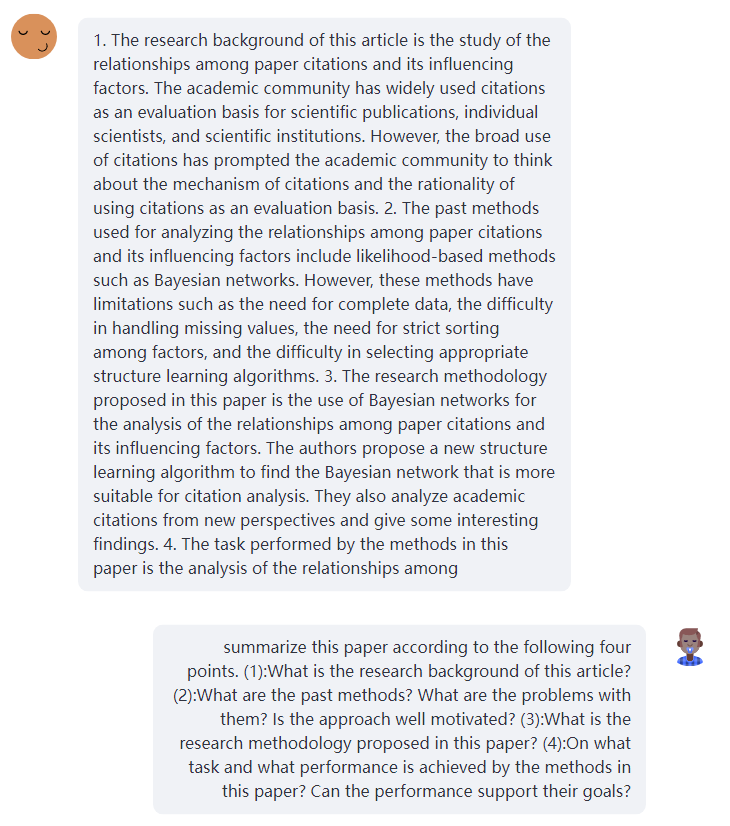 1. The research background of this article is the study of the
relationships among paper citations and its influencing
factors. The academic community has widely used citations
as an evaluation basis for scientific publications, individual
scientists, and scientific institutions. However, the broad use
of citations has prompted the academic community to think
about the mechanism of citations and the rationality of
using citations as an evaluation basis. 2. The past methods
used for analyzing the relationships among paper citations
and its influencing factors include likelihood-based methods
such as Bayesian networks. However, these methods have
limitations such as the need for complete data, the difficulty
in handling missing values, the need for strict sorting
among factors, and the difficulty in selecting appropriate
structure learning algorithms. 3. The research methodology
proposed in this paper is the use of Bayesian networks for
the analysis of the relationships among paper citations and
its influencing factors. The authors propose a new structure
learning algorithm to find the Bayesian network that is more
suitable for citation analysis. They also analyze academic
citations from new perspectives and give some interesting
findings. 4. The task performed by the methods in this
paper is the analysis of the relationships among
summarize this paper according to the following four
points. (1):What is the research background of this article?
(2):What are the past methods? What are the problems with
them? Is the approach well motivated? (3):What is the
research methodology proposed in this paper? (4):On what
task and what performance is achieved by the methods in
this paper? Can the performance support their goals?